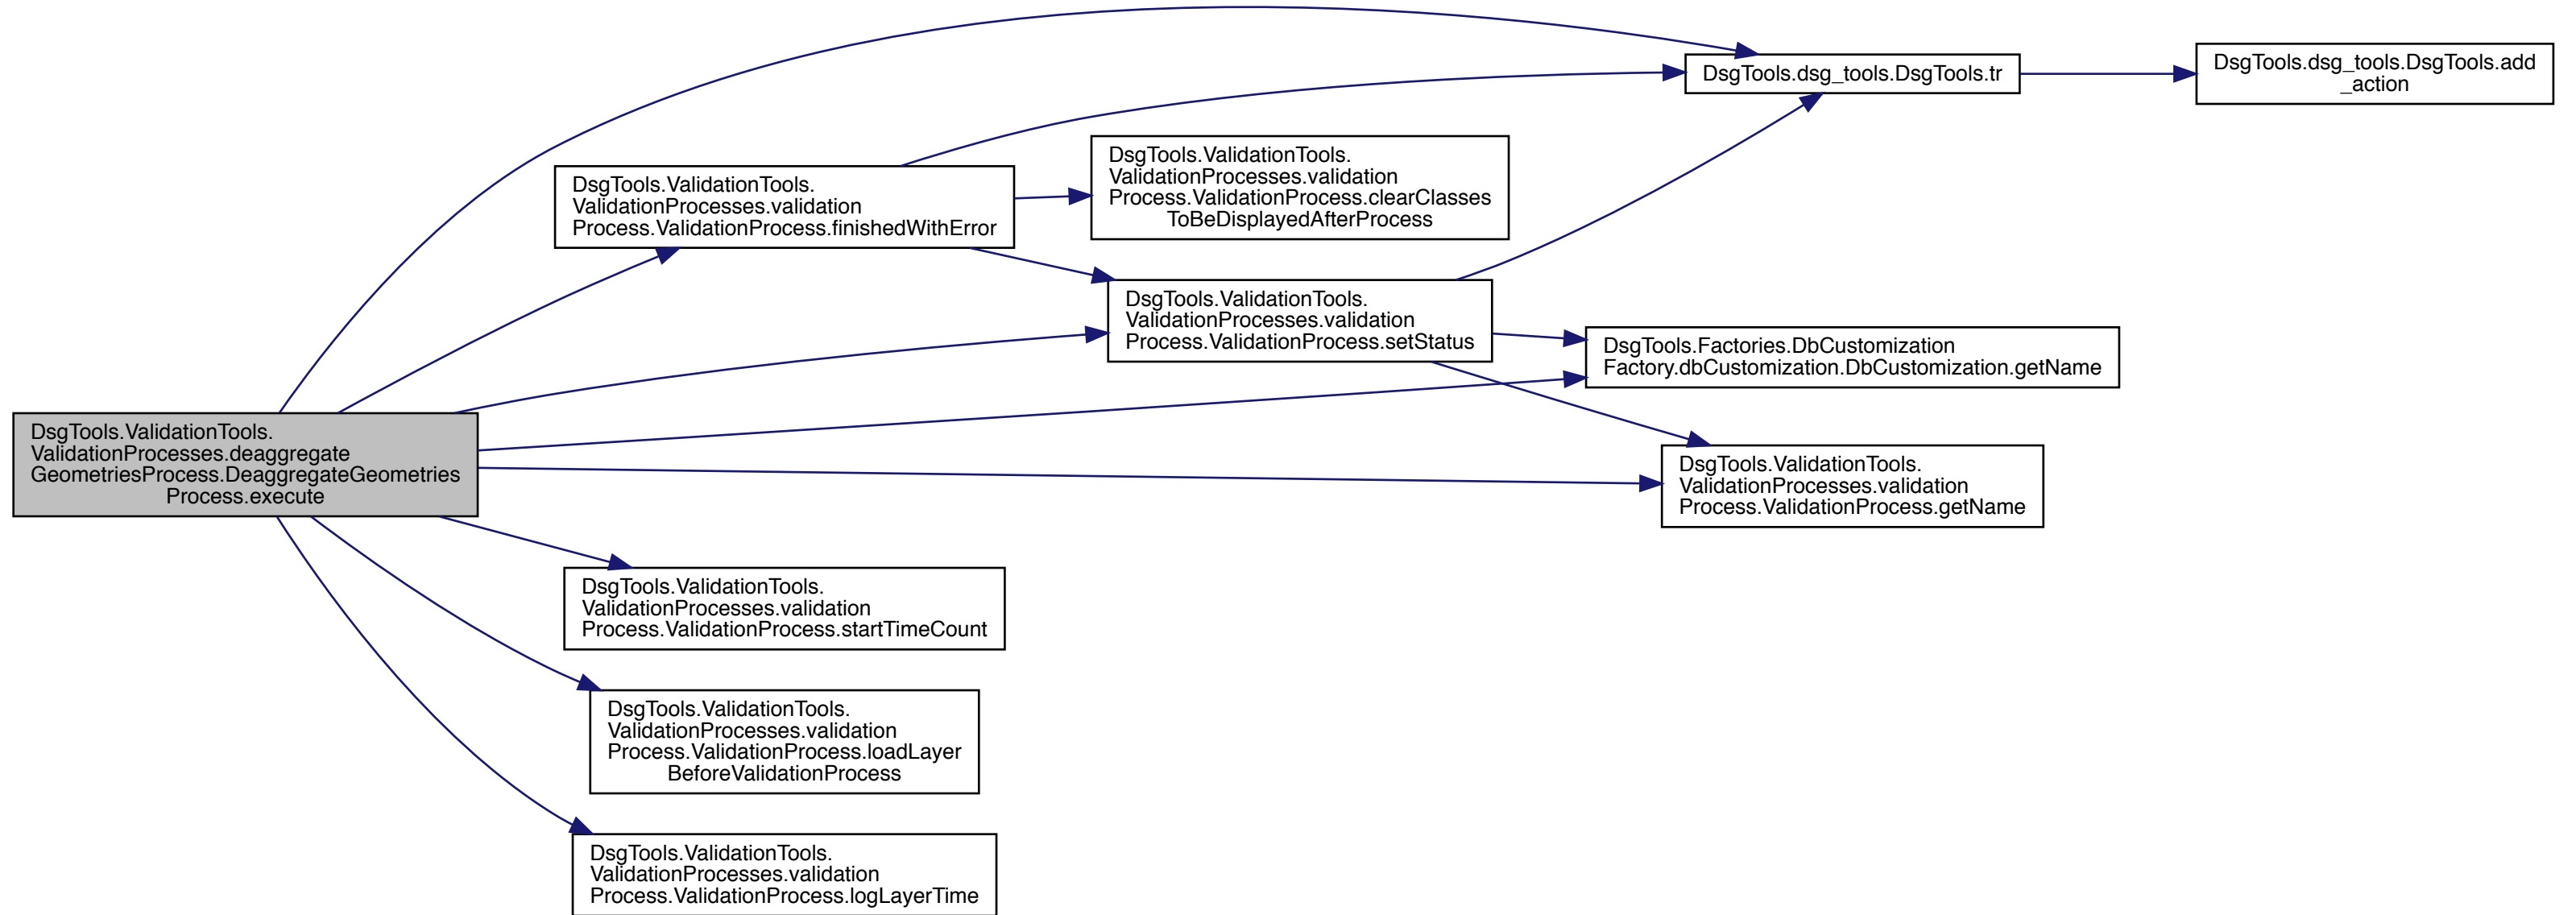 DsgTools.dsg_tools.DsgTools.tr
DsgTools.dsg_tools.DsgTools.add
_action
DsgTools.ValidationTools.
ValidationProcesses.validation
Process.ValidationProcess.clearClasses
ToBeDisplayedAfterProcess
DsgTools.ValidationTools.
ValidationProcesses.validation
Process.ValidationProcess.finishedWithError
DsgTools.ValidationTools.
ValidationProcesses.validation
Process.ValidationProcess.setStatus
DsgTools.Factories.DbCustomization
Factory.dbCustomization.DbCustomization.getName
DsgTools.ValidationTools.
ValidationProcesses.deaggregate
GeometriesProcess.DeaggregateGeometries
Process.execute
DsgTools.ValidationTools.
ValidationProcesses.validation
Process.ValidationProcess.getName
DsgTools.ValidationTools.
ValidationProcesses.validation
Process.ValidationProcess.startTimeCount
DsgTools.ValidationTools.
ValidationProcesses.validation
Process.ValidationProcess.loadLayer
BeforeValidationProcess
DsgTools.ValidationTools.
ValidationProcesses.validation
Process.ValidationProcess.logLayerTime